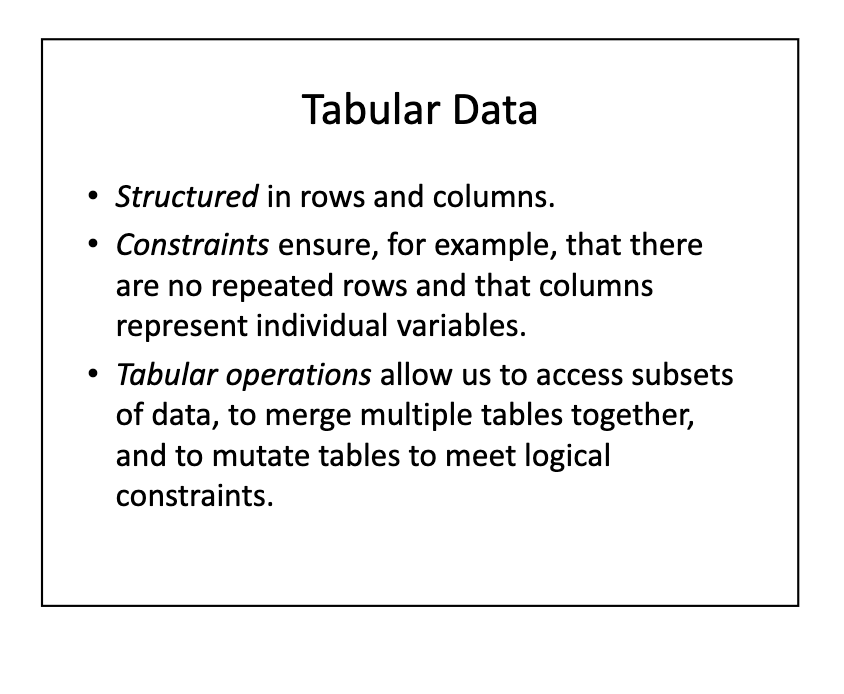 Tabular Data
• Structured in rows and columns.
• Constraints ensure, for example, that there
are no repeated rows and that columns
represent individual variables.
• Tabular operations allow us to access subsets
of data, to merge multiple tables together,
and to mutate tables to meet logical
constraints.